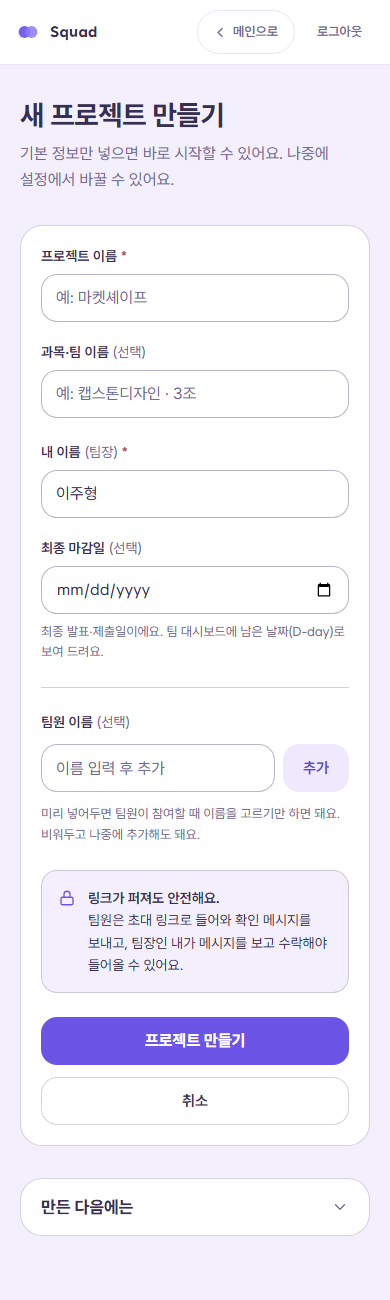 Squad
메인으로
로그아웃
새 프로젝트 만들기
기본 정보만 넣으면 바로 시작할 수 있어요. 나중에
설정에서 바꿀 수 있어요.
프로젝트 이름 *
예: 마켓셰이프
과목·팀 이름 (선택)
예: 캡스톤디자인 · 3조
내 이름 (팀장) *
이주형
최종 마감일 (선택)
mm/dd/yyyy
최종 발표·제출일이에요. 팀 대시보드에 남은 날짜(D-day)로
보여 드려요.
팀원 이름 (선택)
이름 입력 후 추가
추가
미리 넣어두면 팀원이 참여할 때 이름을 고르기만 하면 돼요.
비워두고 나중에 추가해도 돼요.
링크가 퍼져도 안전해요.
팀원은 초대 링크로 들어와 확인 메시지를
보내고, 팀장인 내가 메시지를 보고 수락해야
들어올 수 있어요.
프로젝트 만들기
취소
만든 다음에는